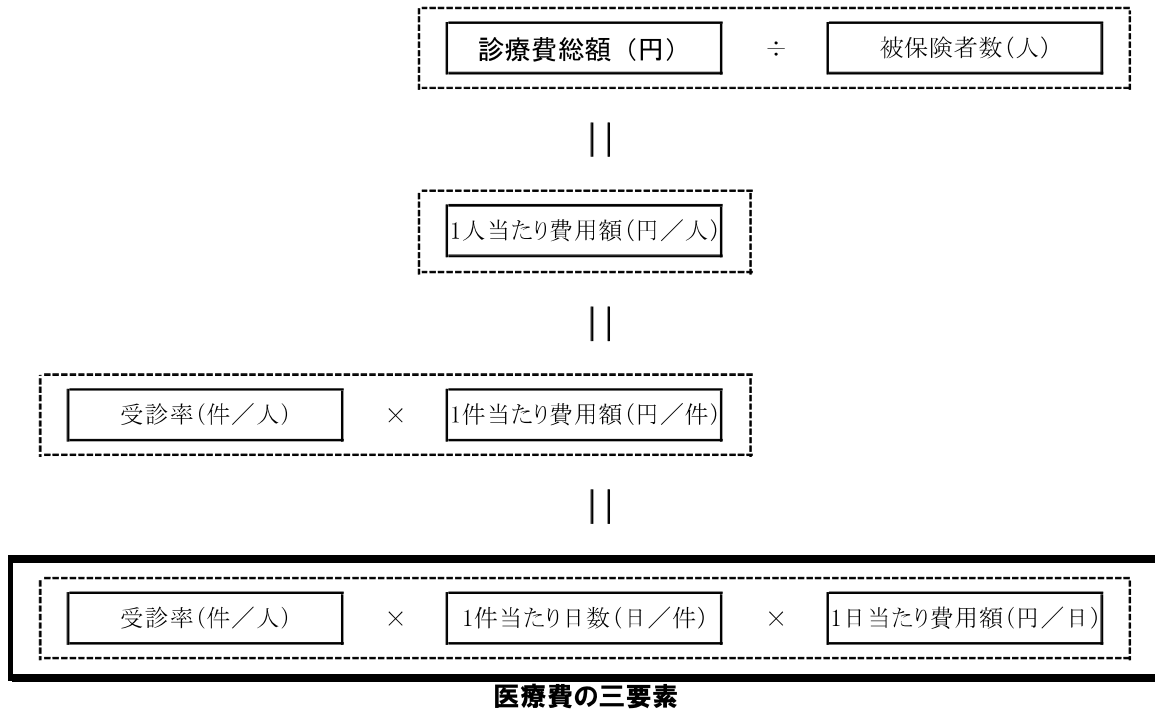 診療費総額（円） ÷ 被保険者数（人）
||
1人当たり費用額（円／人）
||
受診率（件／人） × 1件当たり費用額（円／件）
||
受診率（件／人） × 1件当たり日数（日／件） × 1日当たり費用額（円／日）
医療費の三要素